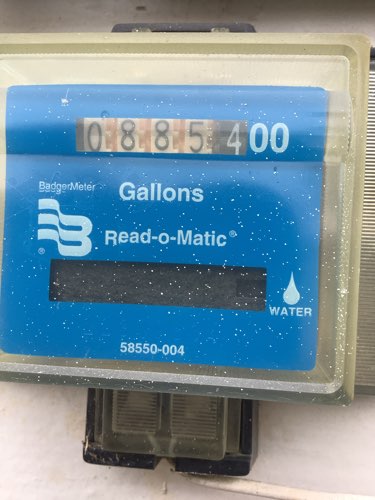 0885400
BadgerMeter
Gallons
®
Read-o-Matic®
WATER
58550-004